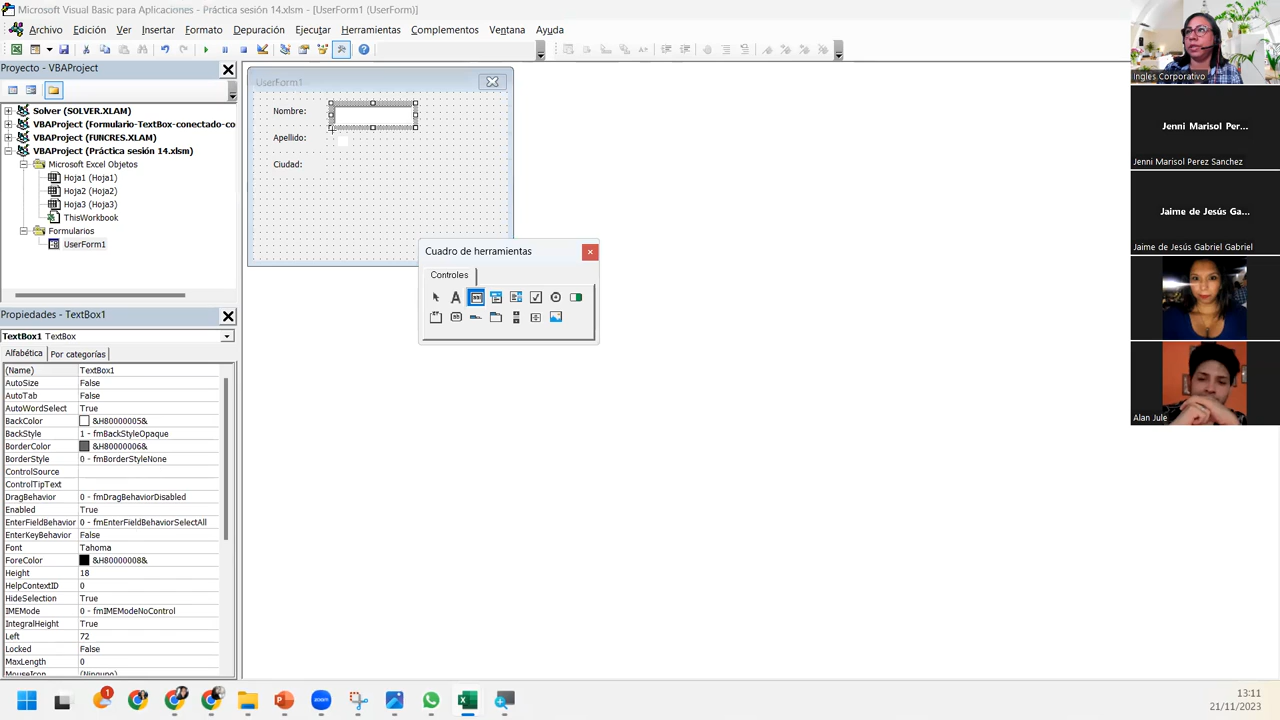 Microsoft Visual Basic para Aplicaciones - Práctica sesión 14.xlsm - [UserForm1 (UserForm)]
Archivo Edición Ver Insertar Formato Depuración Ejecutar Herramientas Complementos Ventana Ayuda
Proyecto - VBAProject
Solver (SOLVER.XLAM)
VBAProject (Formulario-TextBox-conectado-co
VBAProject (FUNCRES.XLAM)
VBAProject (Práctica sesión 14.xlsm)
Microsoft Excel Objetos
Hoja1 (Hoja1)
Hoja2 (Hoja2)
Hoja3 (Hoja3)
ThisWorkbook
Formularios
UserForm1
Propiedades - TextBox1
TextBox1 TextBox
Alfabética Por categorías
(Name) TextBox1
AutoSize False
AutoTab False
AutoWordSelect True
BackColor &H80000005&
BackStyle 1 - fmBackStyleOpaque
BorderColor &H80000006&
BorderStyle 0 - fmBorderStyleNone
ControlSource
ControlTipText
DragBehavior 0 - fmDragBehaviorDisabled
Enabled True
EnterFieldBehavior 0 - fmEnterFieldBehaviorSelectAll
EnterKeyBehavior False
Font Tahoma
ForeColor &H80000008&
Height 18
HelpContextID 0
HideSelection True
IMEMode 0 - fmIMEModeNoControl
IntegralHeight True
Left 72
Locked False
MaxLength 0
MouseIcon (Ninguno)
UserForm1
Nombre:
Apellido:
Ciudad:
Cuadro de herramientas
Controles
Ingles Corporativo
Jenni Marisol Per...
Jenni Marisol Perez Sanchez
Jaime de Jesús Ga...
Jaime de Jesús Gabriel Gabriel
Alan Jule
1
zoom
13:11
21/11/2023